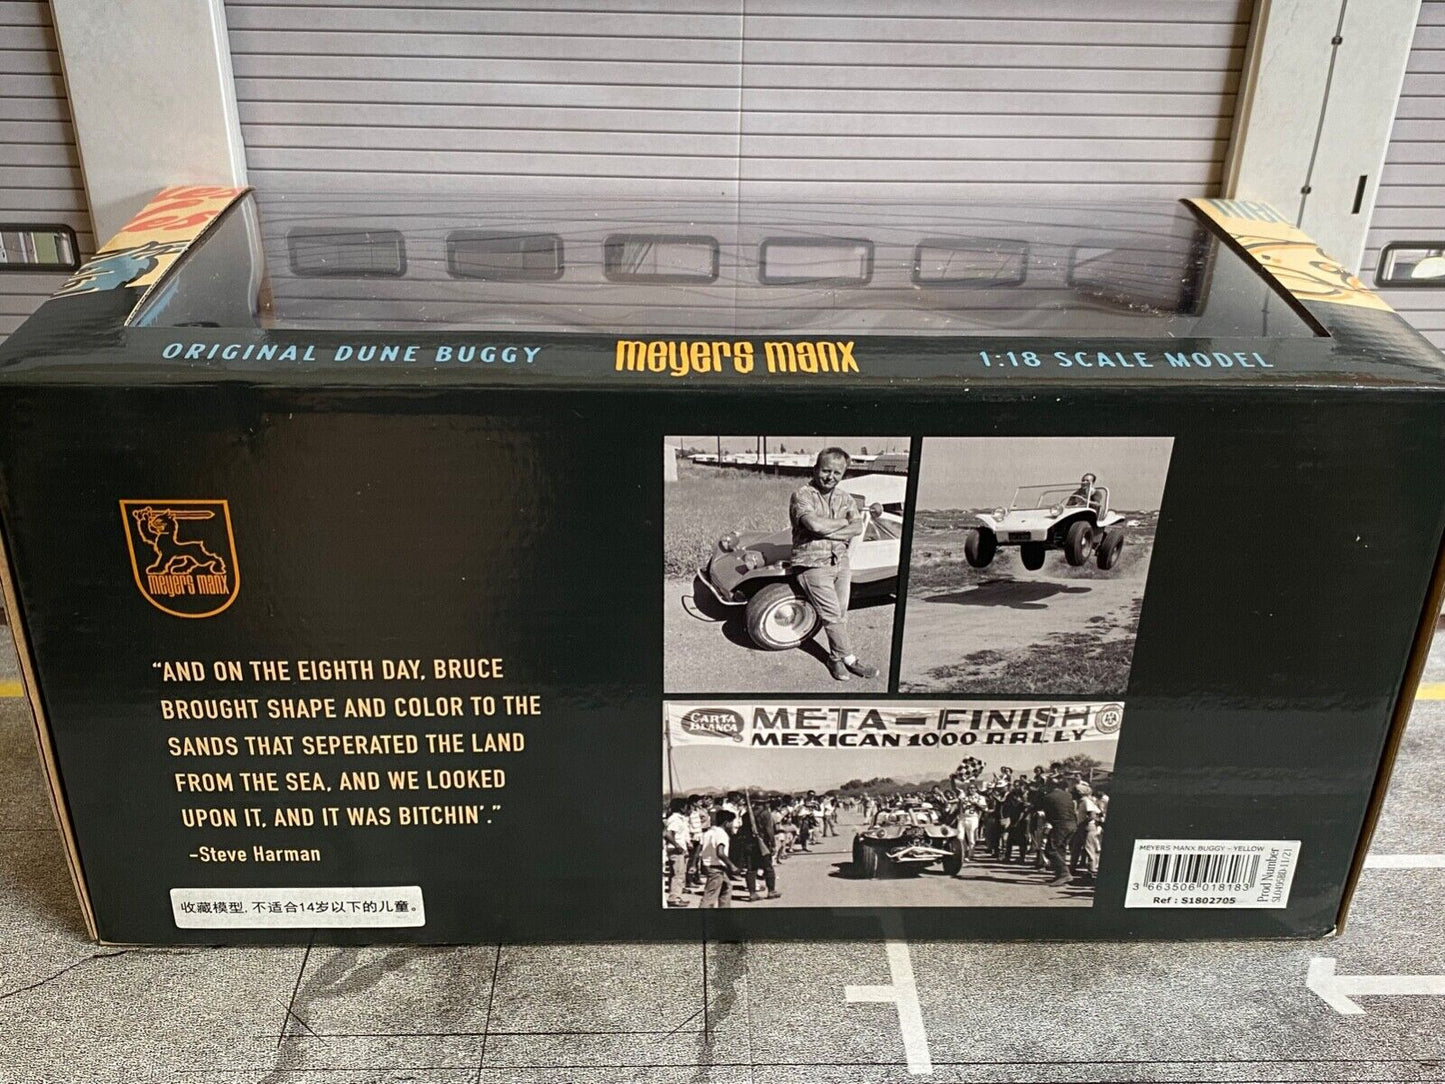 ORIGINAL DUNE BUGGY
meyers manx
1:18 SCALE MODEL
meyers manx
“AND ON THE EIGHTH DAY, BRUCE
BROUGHT SHAPE AND COLOR TO THE
SANDS THAT SEPERATED THE LAND
FROM THE SEA, AND WE LOOKED
UPON IT, AND IT WAS BITCHIN’.”
–Steve Harman
收藏模型, 不适合14岁以下的儿童。
CARTA
BLANCA
META – FINISH
MEXICAN 1000 RALLY
MEYERS MANX BUGGY - YELLOW
3 663506 018183
Ref : S1802705
Prod Number